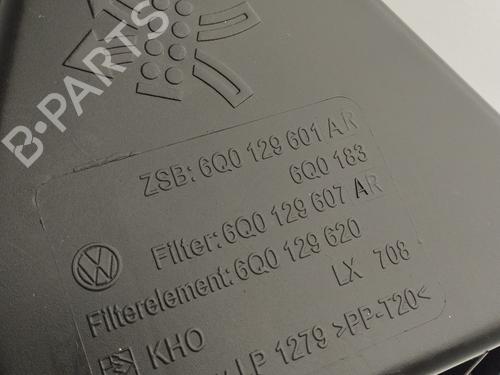 B-PARTS
ZSB: 6Q0 129 601 AR
6Q0 183
Filter: 6Q0 129 607 AR
Filterelement: 6Q0 129 620
LX 708
KHO
LP 1279 >PP-T20<